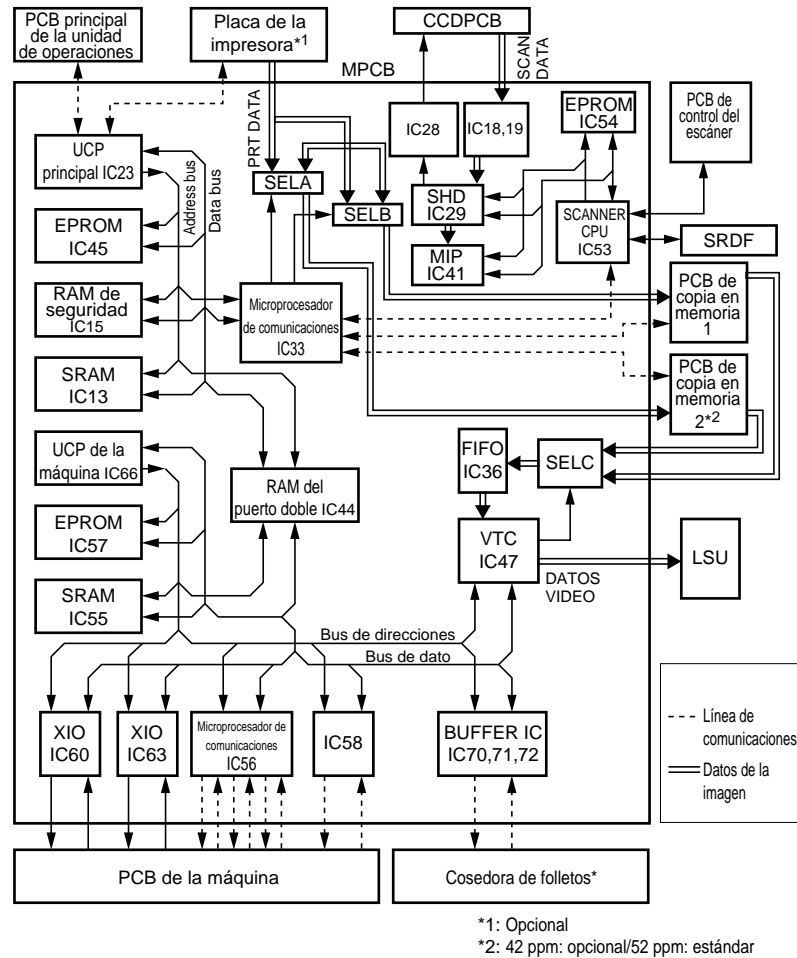 PCB principal
de la unidad
de operaciones
Placa de la
impresora*1
CCDPCB
MPCB
SCAN
DATA
PRT DATA
UCP
principal IC23
Address bus
Data bus
IC28
IC18,19
EPROM
IC54
PCB de
control del
escáner
SELA
SELB
SHD
IC29
SCANNER
CPU
IC53
SRDF
EPROM
IC45
MIP
IC41
RAM de
seguridad
IC15
Microprocesador
de comunicaciones
IC33
PCB de
copia en
memoria
1
SRAM
IC13
PCB de
copia en
memoria
2*2
UCP de la
máquina IC66
RAM del
puerto doble IC44
FIFO
IC36
SELC
EPROM
IC57
VTC
IC47
LSU
DATOS
VIDEO
SRAM
IC55
Bus de direcciones
Bus de dato
XIO
IC60
XIO
IC63
Microprocesador de
comunicaciones
IC56
IC58
BUFFER IC
IC70,71,72
Línea de
comunicaciones
Datos de la
imagen
PCB de la máquina
Cosedora de folletos*
*1: Opcional
*2: 42 ppm: opcional/52 ppm: estándar